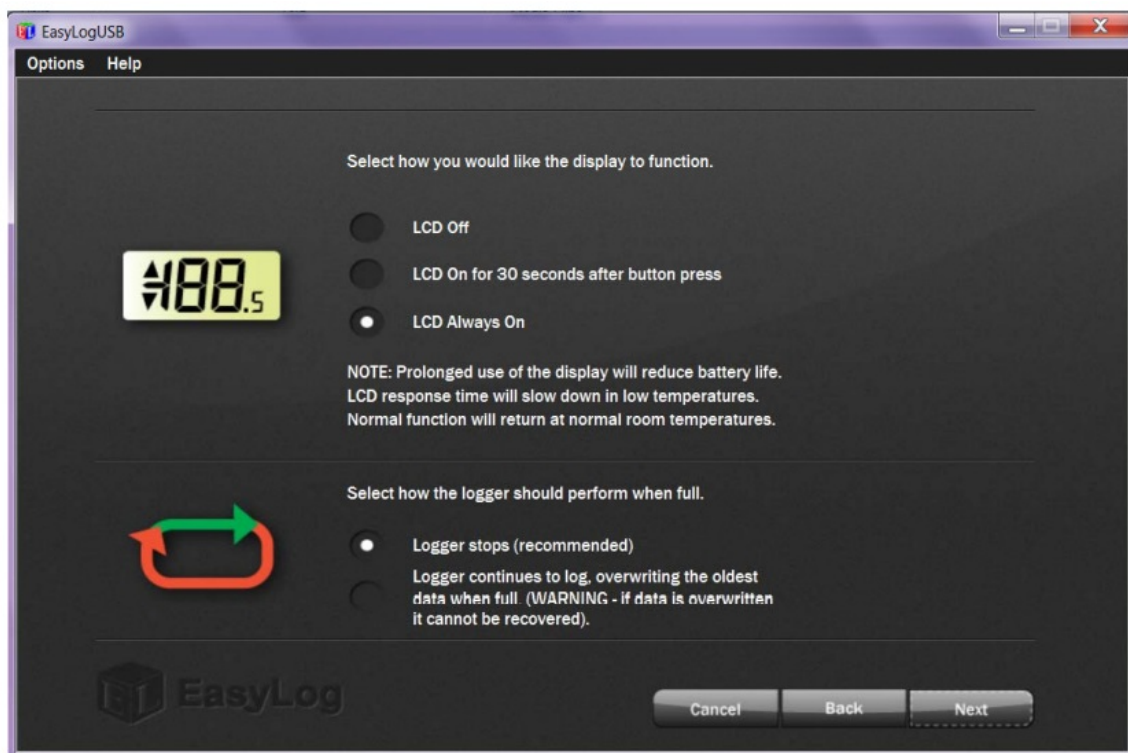 EasyLogUSB
Options Help
Select how you would like the display to function.
188.5
LCD Off
LCD On for 30 seconds after button press
LCD Always On
NOTE: Prolonged use of the display will reduce battery life.
LCD response time will slow down in low temperatures.
Normal function will return at normal room temperatures.
Select how the logger should perform when full.
Logger stops (recommended)
Logger continues to log, overwriting the oldest
data when full. (WARNING - if data is overwritten
it cannot be recovered).
EasyLog
Cancel Back Next